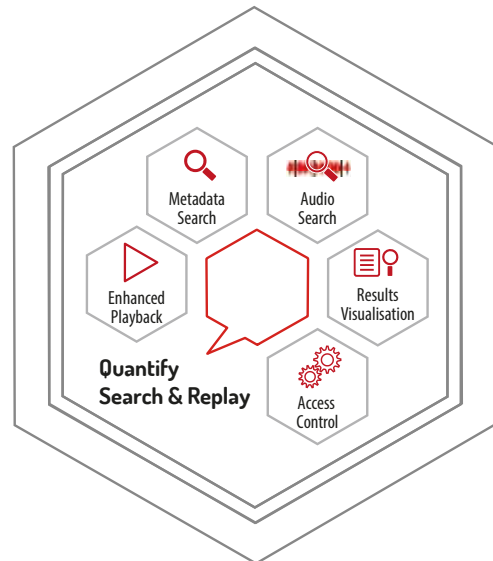 Metadata
Search
Audio
Search
Enhanced
Playback
Results
Visualisation
Quantify
Search & Replay
Access
Control